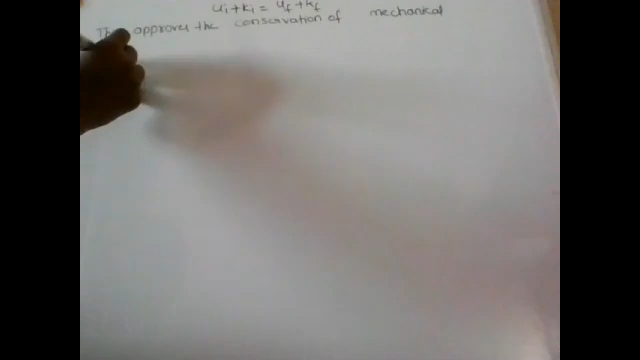 ui + ki = uf + kf
approves the conservation of mechanical